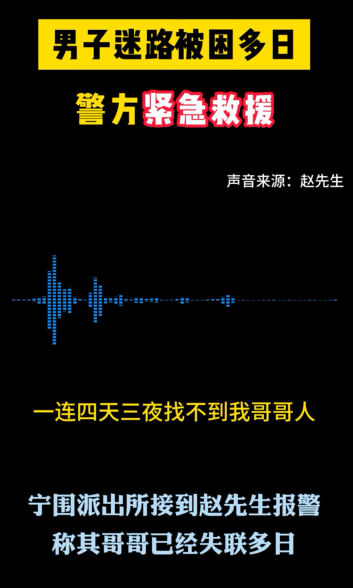 男子迷路被困多日
警方紧急救援
声音来源：赵先生
一连四天三夜找不到我哥哥人
宁围派出所接到赵先生报警
称其哥哥已经失联多日